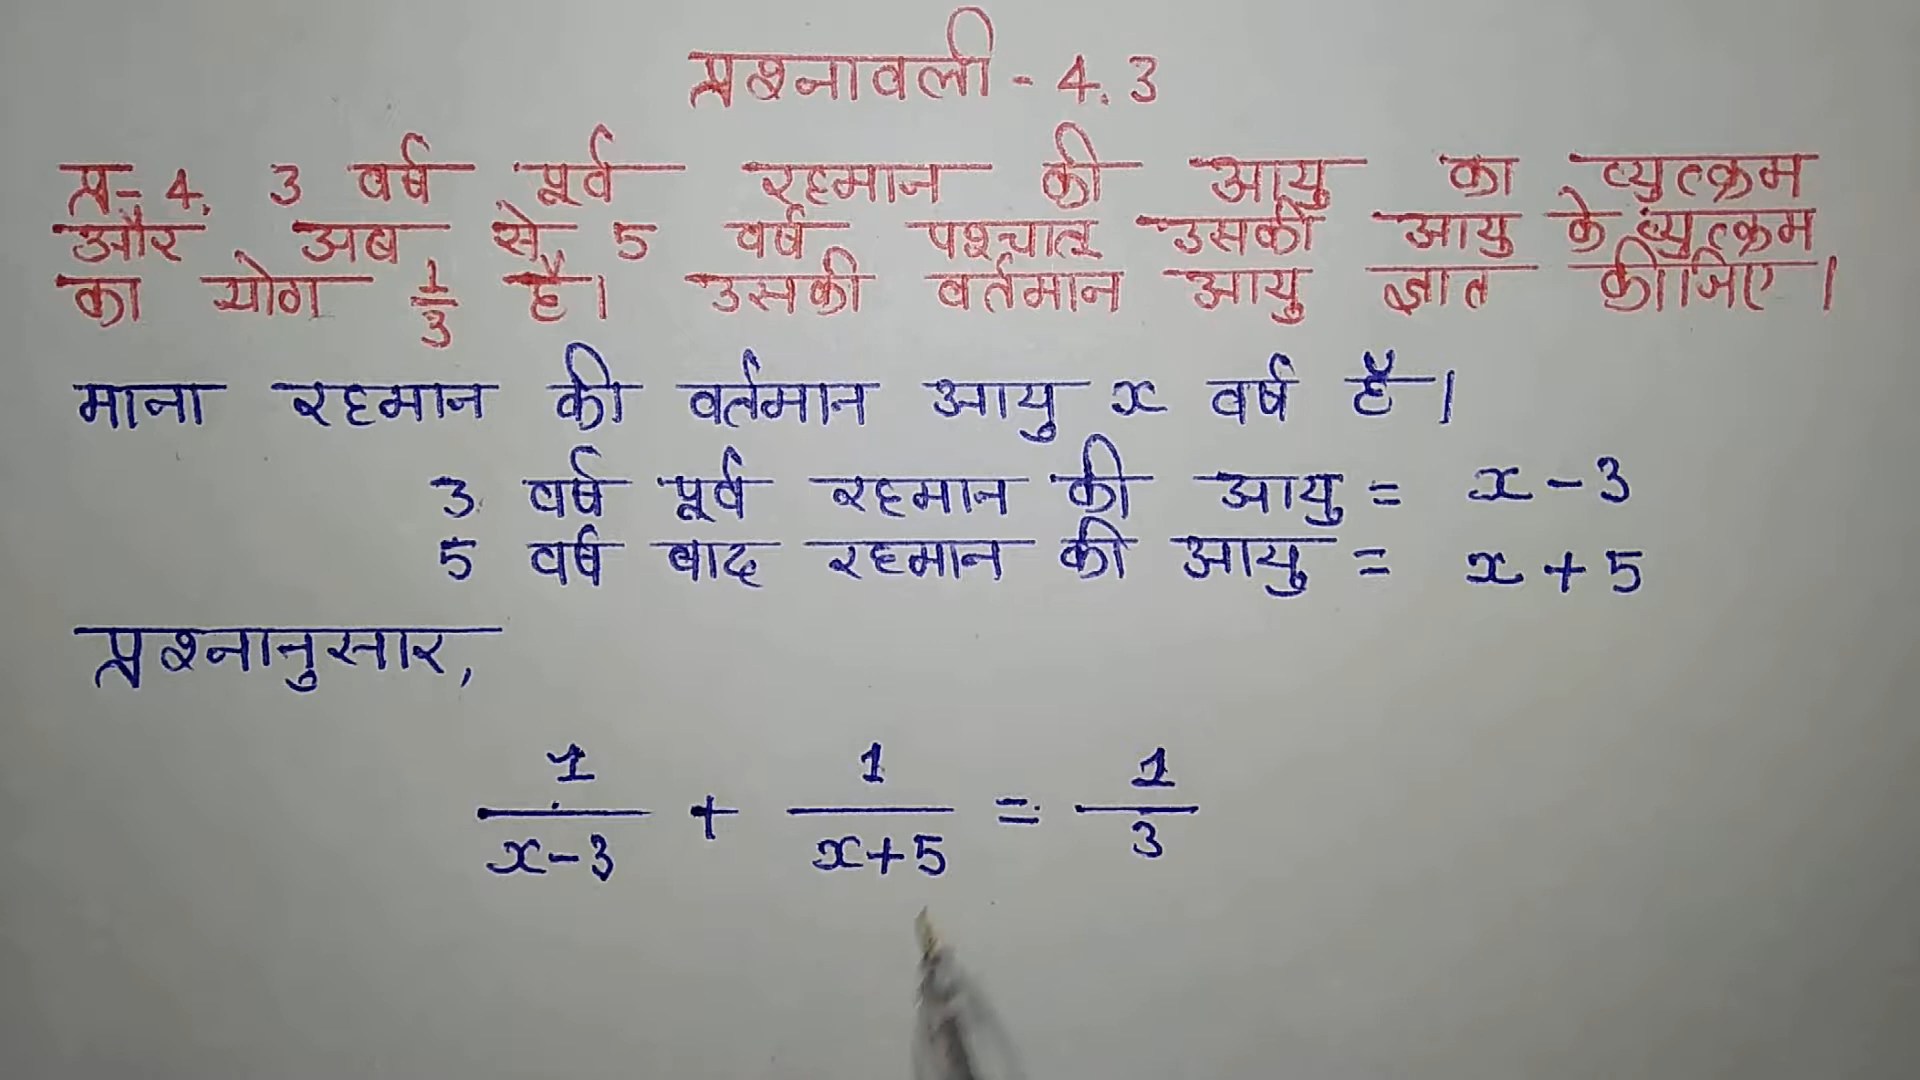 प्रश्नावली - 4.3
प्र-4. 3 वर्ष पूर्व रहमान की आयु का व्युत्क्रम
और अब से 5 वर्ष पश्चात् उसकी आयु के व्युत्क्रम
का योग 1/3 है। उसकी वर्तमान आयु ज्ञात कीजिए।
माना रहमान की वर्तमान आयु x वर्ष है।
3 वर्ष पूर्व रहमान की आयु = x - 3
5 वर्ष बाद रहमान की आयु = x + 5
प्रश्नानुसार,
1/(x-3) + 1/(x+5) = 1/3